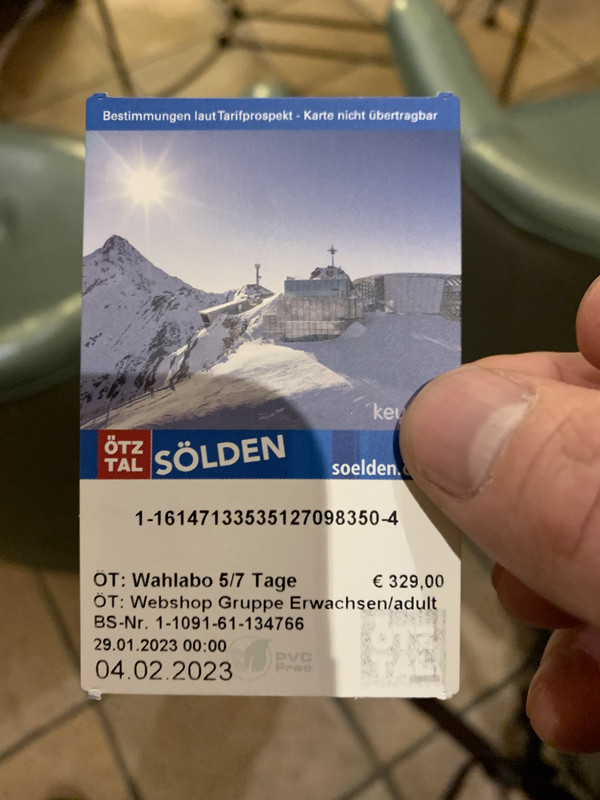 Bestimmungen laut Tarifprospekt - Karte nicht übertragbar
ÖTZ
TAL
SÖLDEN
1-16147133535127098350-4
ÖT: Wahlabo 5/7 Tage € 329,00
ÖT: Webshop Gruppe Erwachsen/adult
BS-Nr. 1-1091-61-134766
29.01.2023 00:00
04.02.2023
PVC
Free